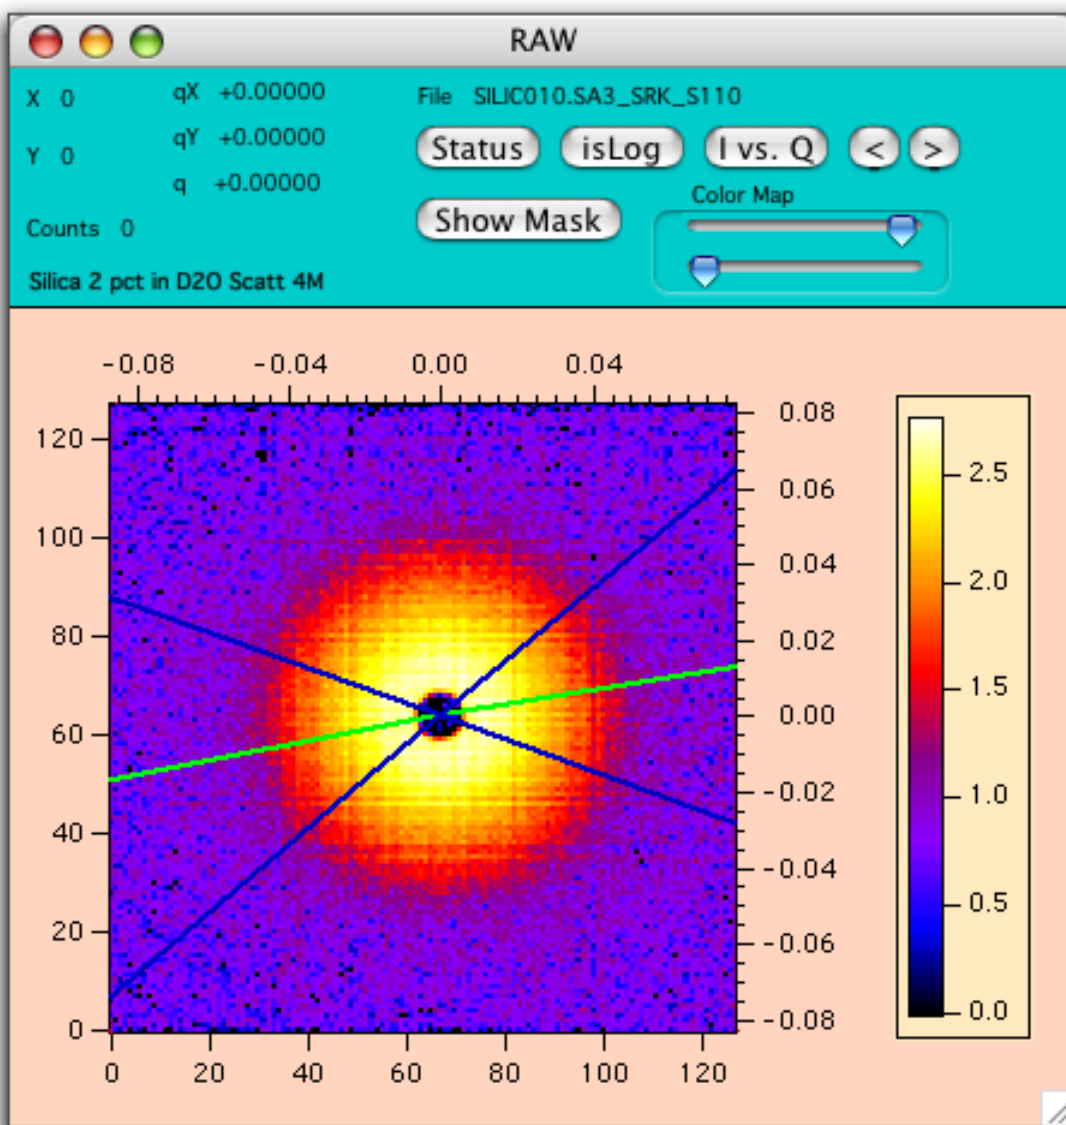 RAW
X 0 qX +0.00000 File SILIC010.SA3_SRK_S110
Y 0 qY +0.00000 Status isLog I vs. Q < >
q +0.00000
Color Map
Counts 0 Show Mask
Silica 2 pct in D2O Scatt 4M
-0.08 -0.04 0.00 0.04
120 0.08 2.5
0.06
100 0.04 2.0
80 0.02 1.5
60 0.00
-0.02 1.0
40 -0.04
20 -0.06 0.5
0 -0.08 0.0
0 20 40 60 80 100 120